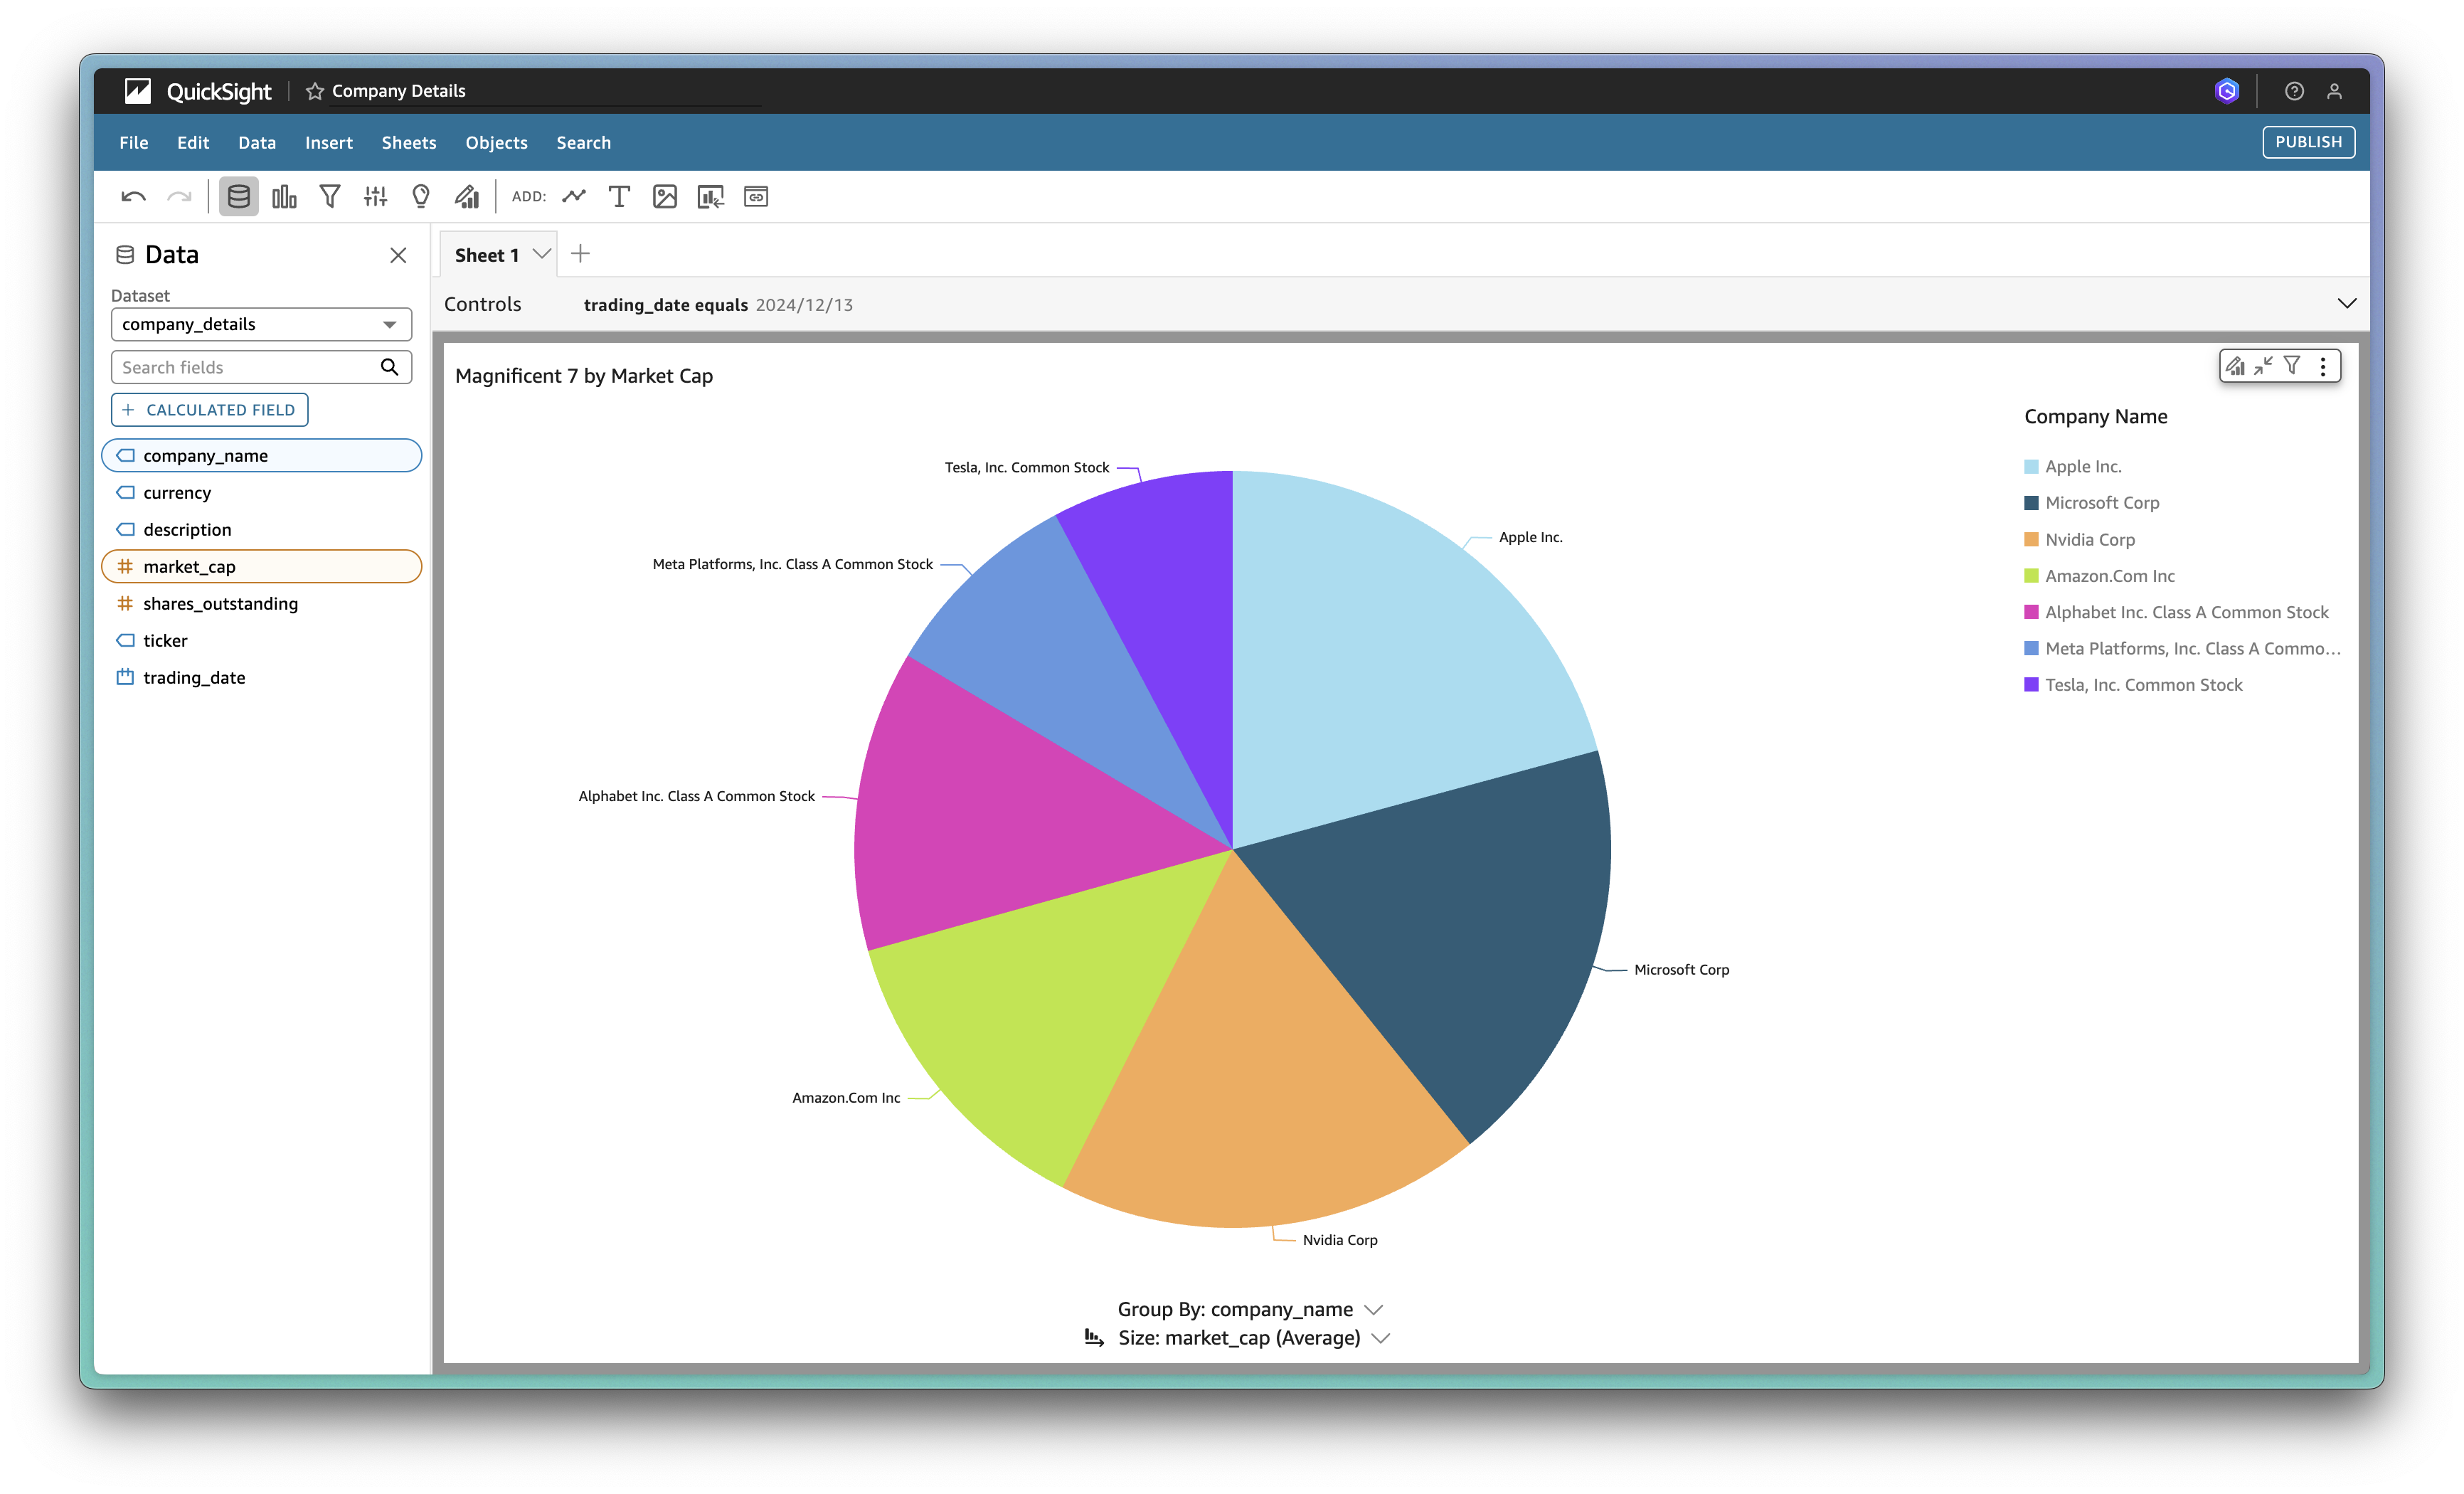 QuickSight
Company Details
File Edit Data Insert Sheets Objects Search
PUBLISH
ADD:
Data
Dataset
company_details
Search fields
+ CALCULATED FIELD
company_name
currency
description
market_cap
shares_outstanding
ticker
trading_date
Sheet 1
Controls
trading_date equals 2024/12/13
Magnificent 7 by Market Cap
Tesla, Inc. Common Stock
Apple Inc.
Meta Platforms, Inc. Class A Common Stock
Alphabet Inc. Class A Common Stock
Microsoft Corp
Amazon.Com Inc
Nvidia Corp
Group By: company_name
Size: market_cap (Average)
Company Name
Apple Inc.
Microsoft Corp
Nvidia Corp
Amazon.Com Inc
Alphabet Inc. Class A Common Stock
Meta Platforms, Inc. Class A Commo...
Tesla, Inc. Common Stock